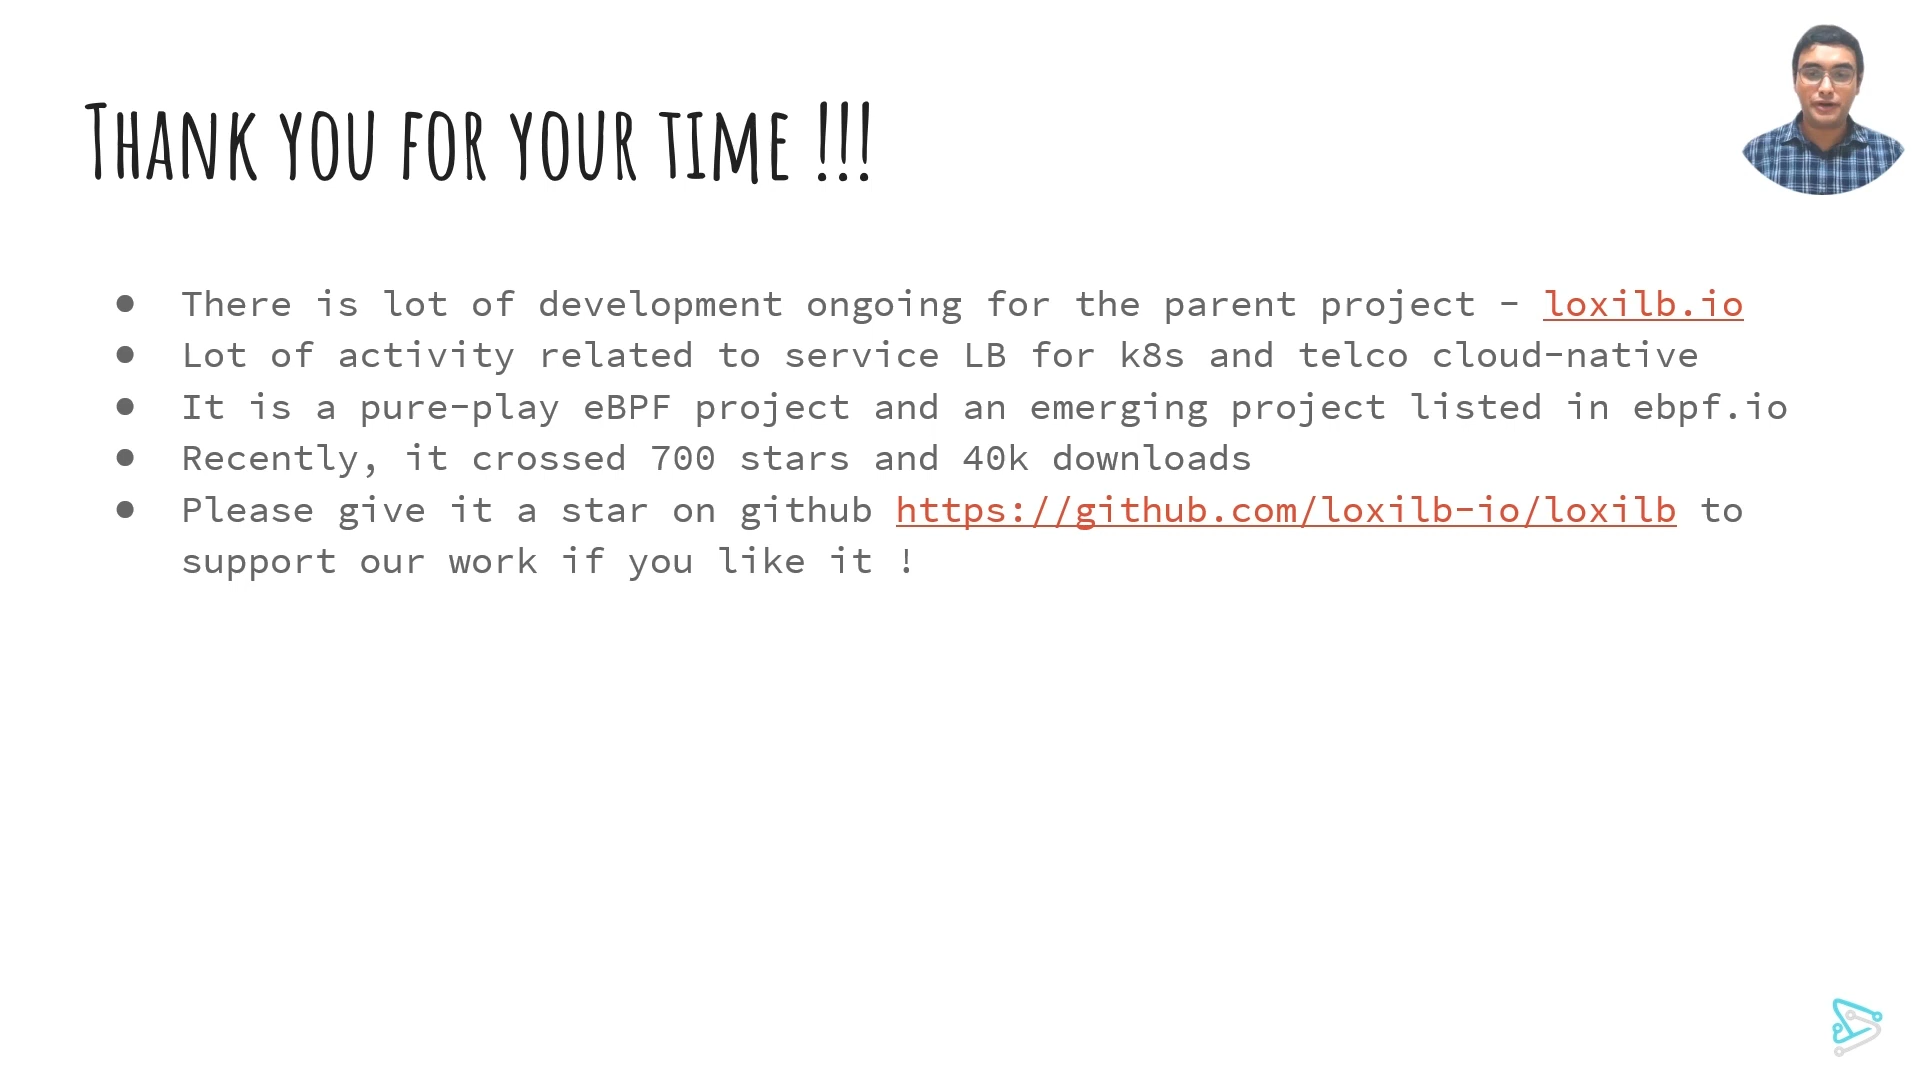 Thank you for your time !!!
● There is lot of development ongoing for the parent project - loxilb.io
● Lot of activity related to service LB for k8s and telco cloud-native
● It is a pure-play eBPF project and an emerging project listed in ebpf.io
● Recently, it crossed 700 stars and 40k downloads
● Please give it a star on github https://github.com/loxilb-io/loxilb to
support our work if you like it !